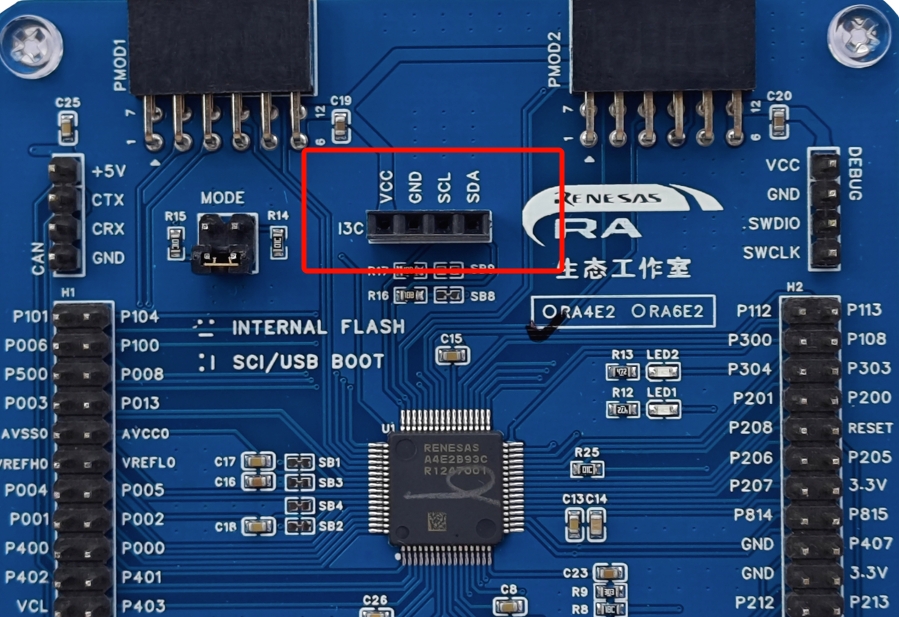 PMOD1
7
12
1
6
C19
PMOD2
7
12
1
6
C20
C25
+5V
CTX
CRX
GND
CAN
MODE
R15
R14
VCC
GND
SCL
SDA
I3C
R17
SB9
R16
SB8
RENESAS
RA
生态工作室
RA4E2
RA6E2
DEBUG
VCC
GND
SWDIO
SWCLK
INTERNAL FLASH
SCI/USB BOOT
C15
R13
LED2
R12
LED1
H1
P101
P104
P006
P100
P500
P008
P003
P013
AVSS0
AVCC0
VREFH0
VREFL0
P004
P005
P001
P002
P400
P000
P402
P401
VCL
P403
C17
SB1
C16
SB3
SB4
C18
SB2
U1
RENESAS
A4E2B93C
R25
C13
C14
C23
R9
R8
C26
C8
H2
P112
P113
P300
P108
P304
P303
P201
P200
P208
RESET
P206
P205
P207
3.3V
P814
P815
GND
P407
GND
3.3V
P212
P213